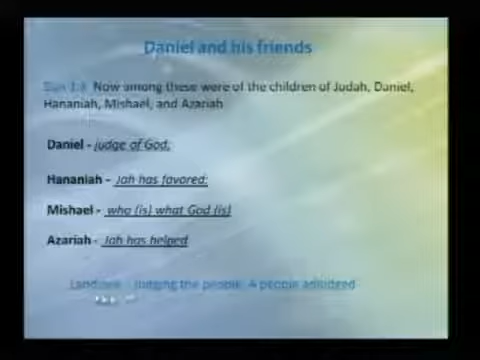 Daniel and his friends
Dan 1:6 Now among these were of the children of Judah, Daniel,
Hananiah, Mishael, and Azariah
Daniel - judge of God;
Hananiah - Jah has favored;
Mishael - who (is) what God (is)
Azariah - Jah has helped
judging the people. A people adjudged